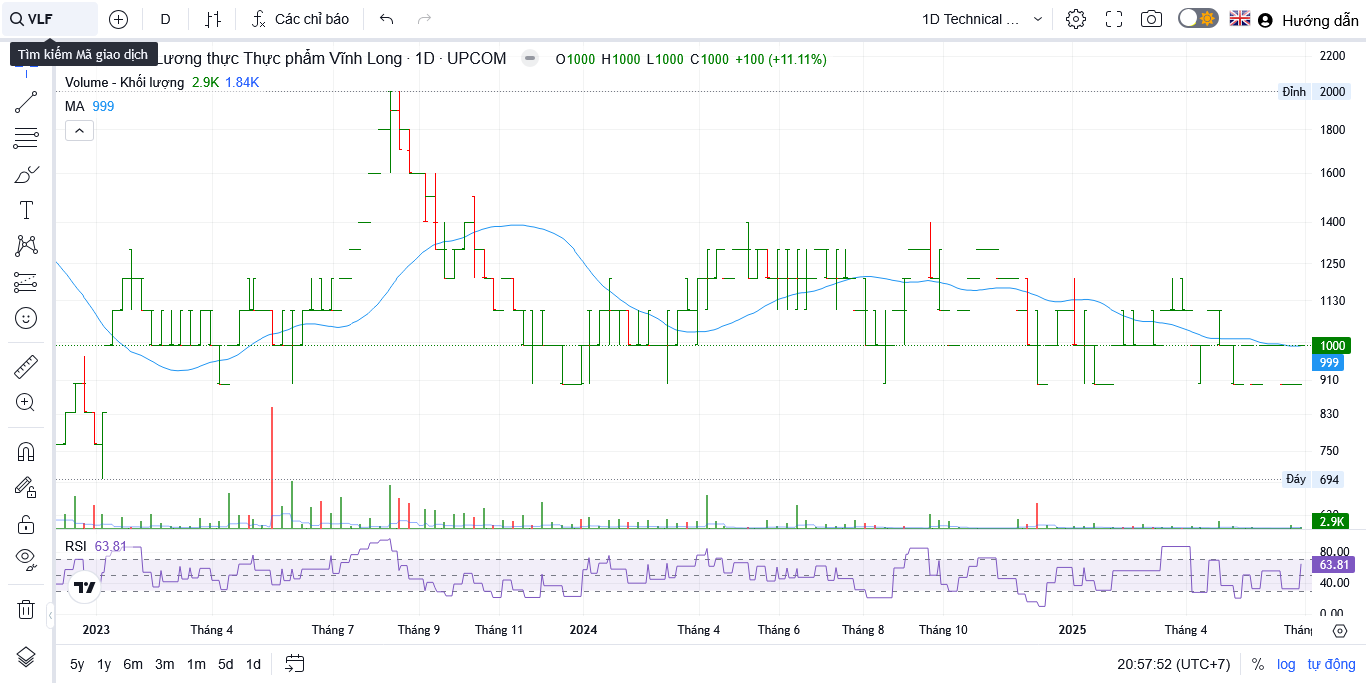 VLF
D
Các chỉ báo
1D Technical ...
Hướng dẫn
Tìm kiếm Mã giao dịch
Lương thực Thực phẩm Vĩnh Long · 1D · UPCOM
O1000 H1000 L1000 C1000 +100 (+11.11%)
Volume - Khối lượng 2.9K 1.84K
MA 999
2200
Đỉnh 2000
1800
1600
1400
1250
1130
1000
999
910
830
750
Đáy 694
2.9K
RSI 63.81
80.00
63.81
40.00
0.00
2023 Tháng 4 Tháng 7 Tháng 9 Tháng 11 2024 Tháng 4 Tháng 6 Tháng 8 Tháng 10 2025 Tháng 4
5y 1y 6m 3m 1m 5d 1d
20:57:52 (UTC+7) % log tự động